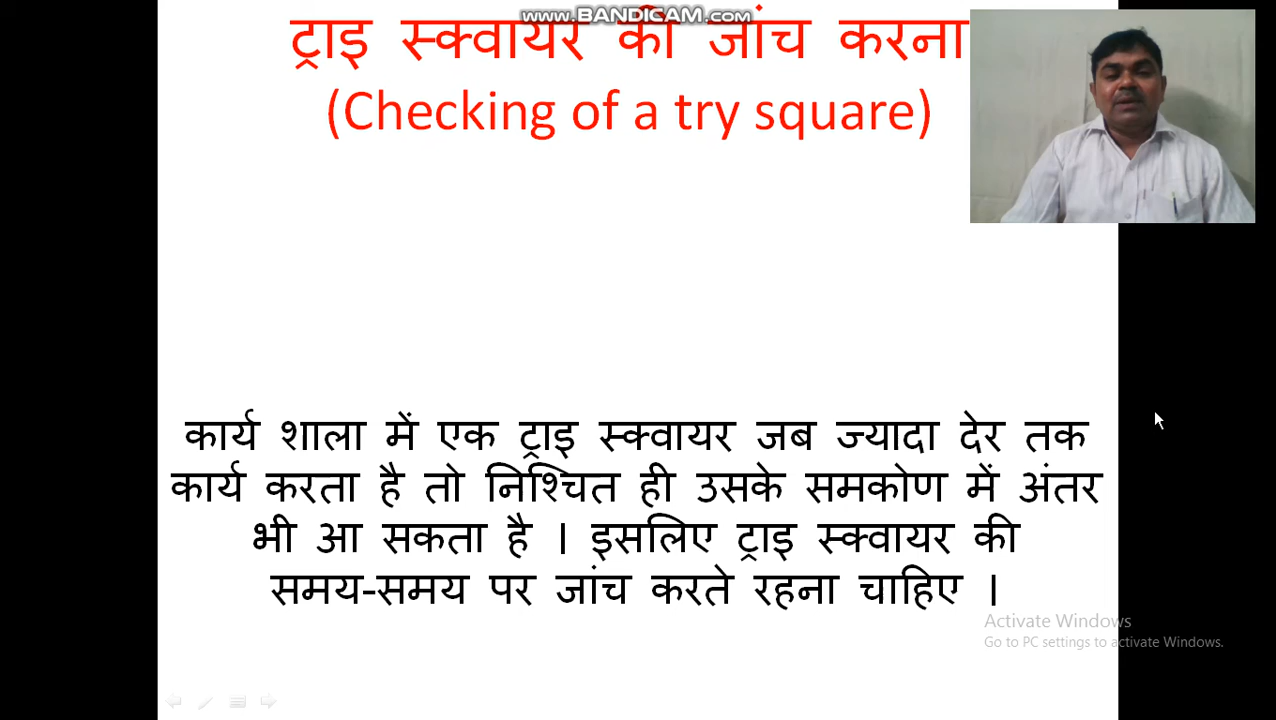 www.BANDICAM.com
ट्राइ स्क्वायर की जांच करना
(Checking of a try square)
कार्य शाला में एक ट्राइ स्क्वायर जब ज्यादा देर तक
कार्य करता है तो निश्चित ही उसके समकोण में अंतर
भी आ सकता है । इसलिए ट्राइ स्क्वायर की
समय-समय पर जांच करते रहना चाहिए ।
Activate Windows
Go to PC settings to activate Windows.